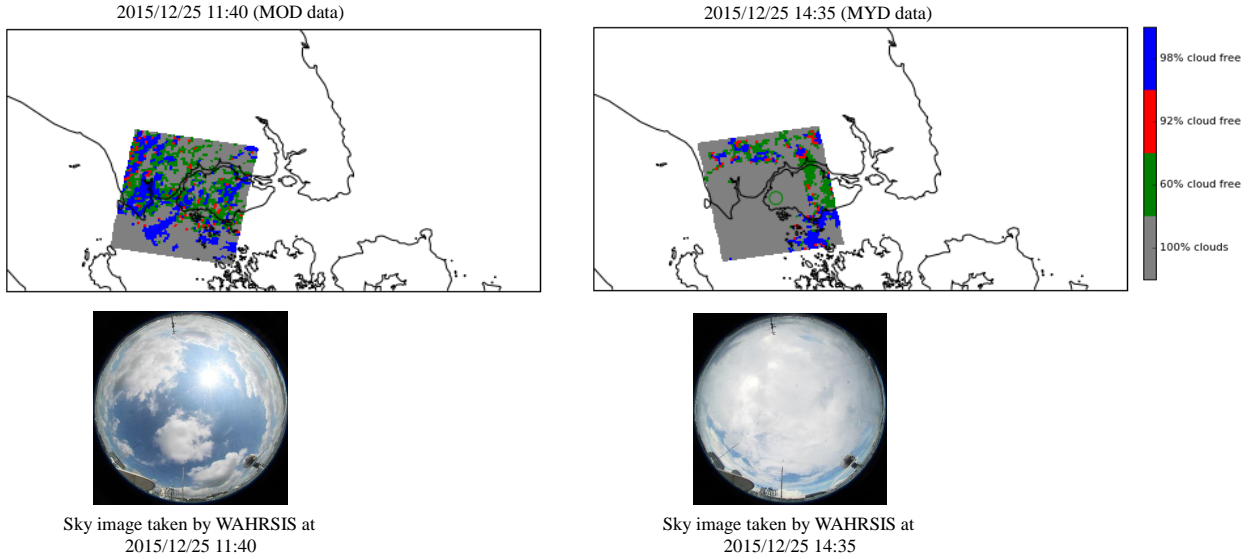 2015/12/25 11:40 (MOD data)
2015/12/25 14:35 (MYD data)
98% cloud free
92% cloud free
60% cloud free
100% clouds
Sky image taken by WAHRSIS at
2015/12/25 11:40
Sky image taken by WAHRSIS at
2015/12/25 14:35